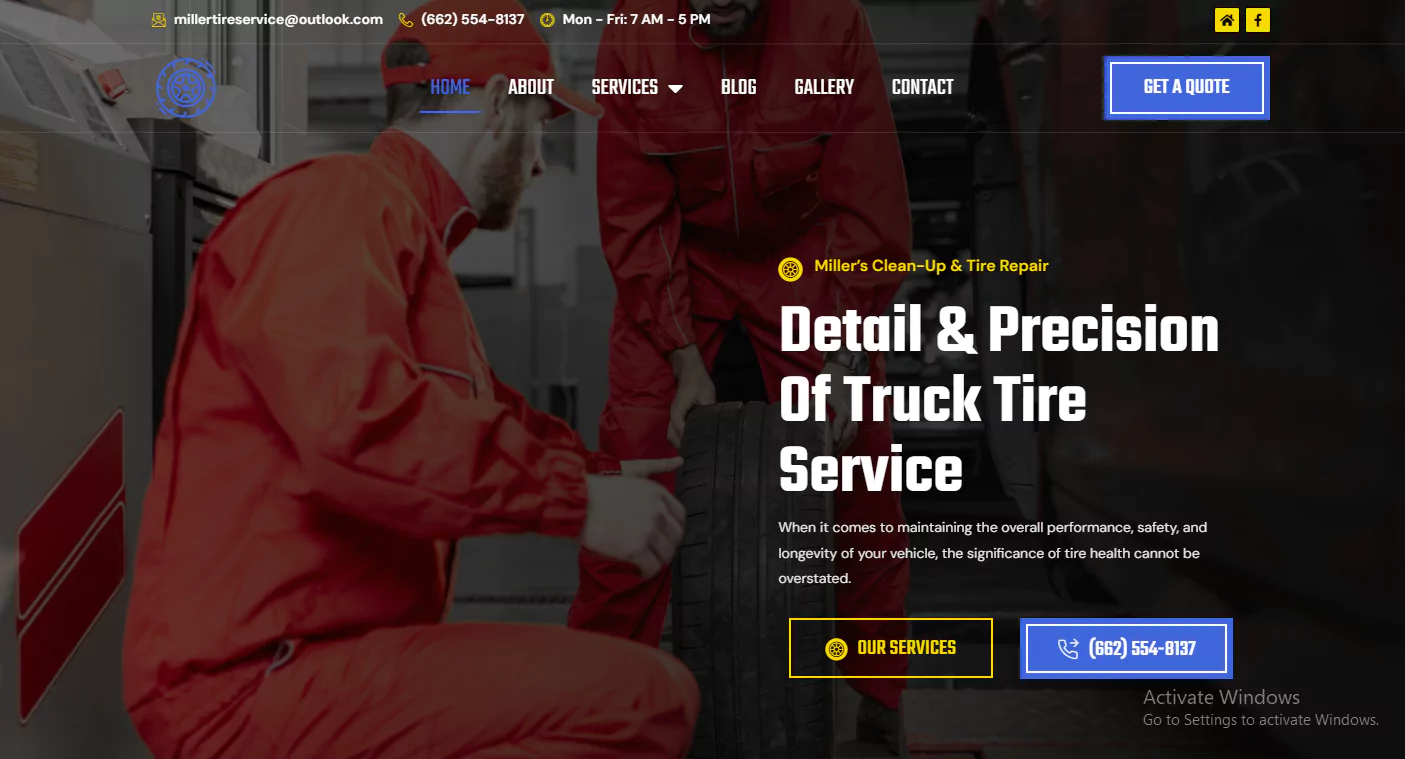 millertireservice@outlook.com (662) 554-8137 Mon - Fri: 7 AM - 5 PM
HOME ABOUT SERVICES BLOG GALLERY CONTACT GET A QUOTE
Miller's Clean-Up & Tire Repair
Detail & Precision
Of Truck Tire
Service
When it comes to maintaining the overall performance, safety, and
longevity of your vehicle, the significance of tire health cannot be
overstated.
OUR SERVICES (662) 554-8137
Activate Windows
Go to Settings to activate Windows.